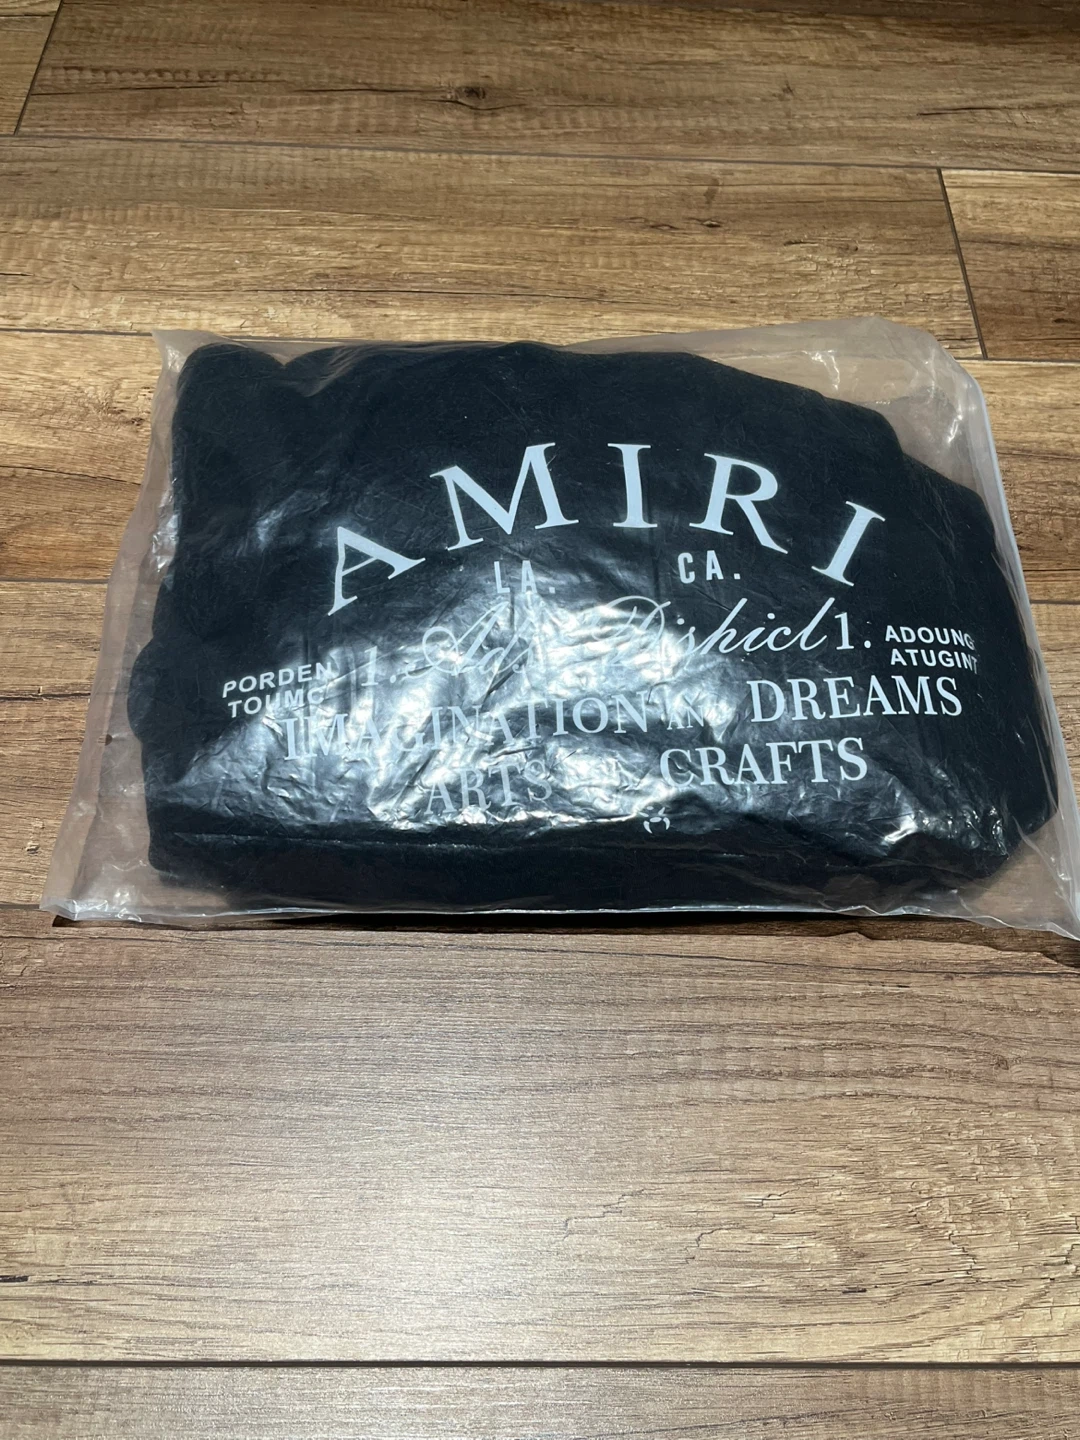 AMIRI
LA. CA.
1. 1.
PORDEN ADOUNG
TOUMC ATUGINT
IMAGINATION DREAMS
ARTS CRAFTS